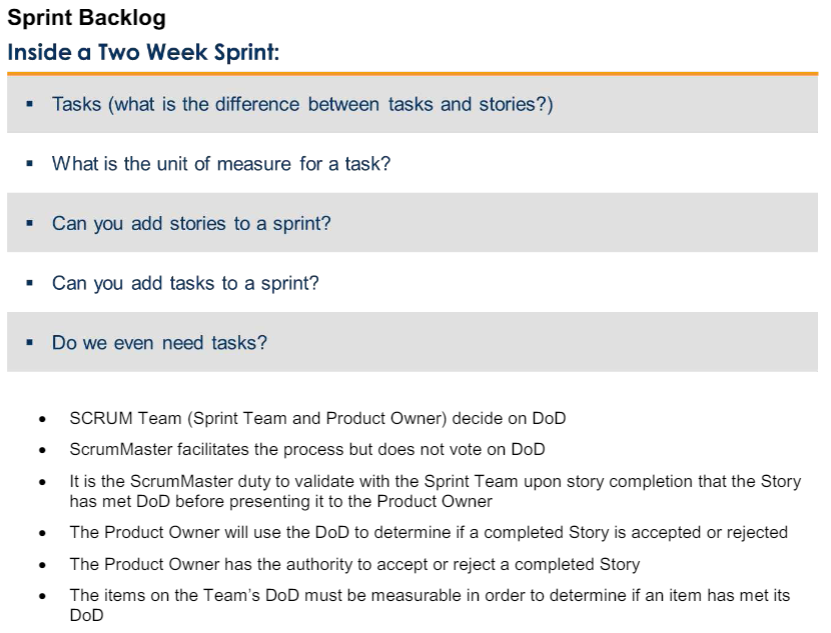 Sprint Backlog
Inside a Two Week Sprint:
▪ Tasks (what is the difference between tasks and stories?)
▪ What is the unit of measure for a task?
▪ Can you add stories to a sprint?
▪ Can you add tasks to a sprint?
▪ Do we even need tasks?
• SCRUM Team (Sprint Team and Product Owner) decide on DoD
• ScrumMaster facilitates the process but does not vote on DoD
• It is the ScrumMaster duty to validate with the Sprint Team upon story completion that the Story
has met DoD before presenting it to the Product Owner
• The Product Owner will use the DoD to determine if a completed Story is accepted or rejected
• The Product Owner has the authority to accept or reject a completed Story
• The items on the Team's DoD must be measurable in order to determine if an item has met its
DoD